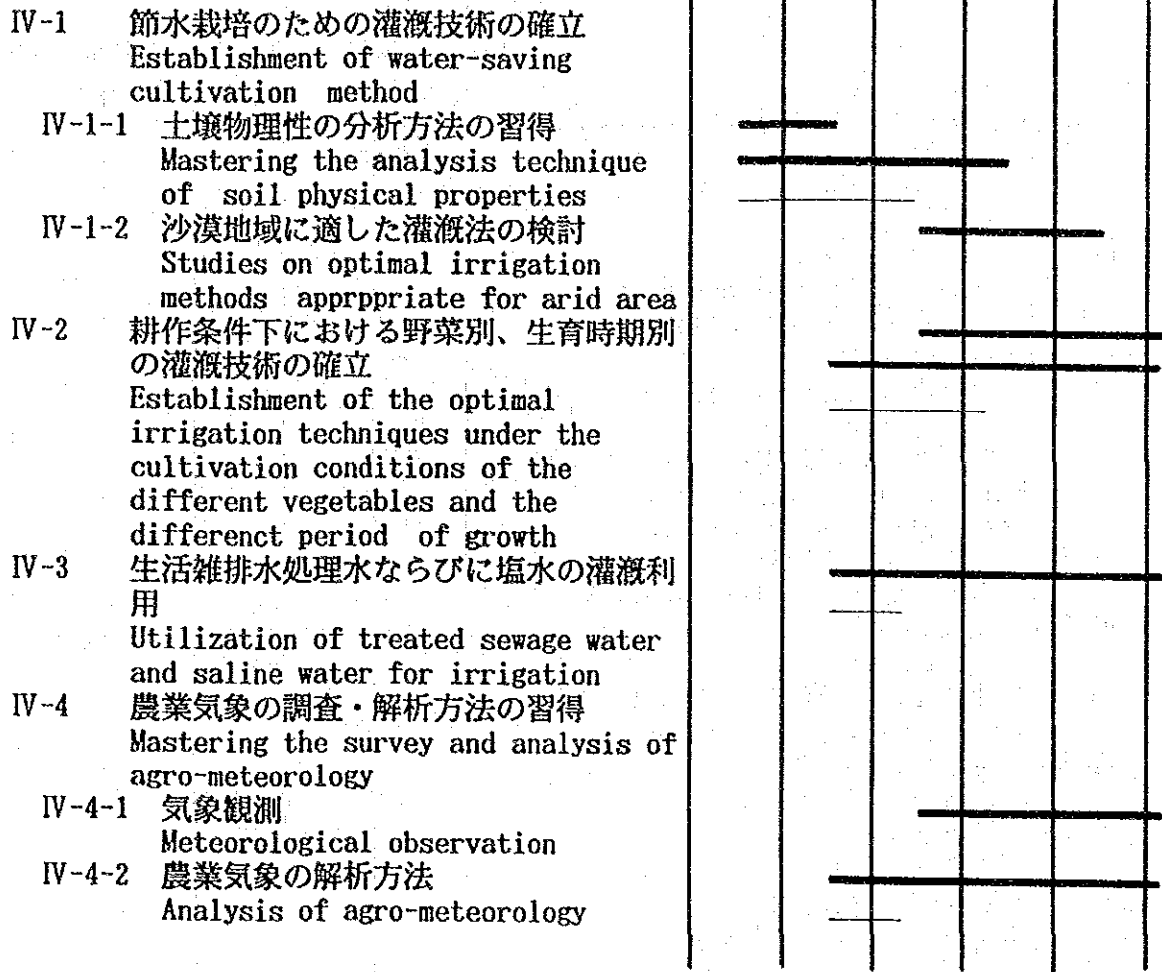 Ⅳ-1 節水栽培のための灌漑技術の確立
Establishment of water-saving
cultivation method
Ⅳ-1-1 土壌物理性の分析方法の習得
Mastering the analysis technique
of soil physical properties
Ⅳ-1-2 沙漠地域に適した灌漑法の検討
Studies on optimal irrigation
methods apprppriate for arid area
Ⅳ-2 耕作条件下における野菜別、生育時期別
の灌漑技術の確立
Establishment of the optimal
irrigation techniques under the
cultivation conditions of the
different vegetables and the
differenct period of growth
Ⅳ-3 生活雑排水処理水ならびに塩水の灌漑利
用
Utilization of treated sewage water
and saline water for irrigation
Ⅳ-4 農業気象の調査・解析方法の習得
Mastering the survey and analysis of
agro-meteorology
Ⅳ-4-1 気象観測
Meteorological observation
Ⅳ-4-2 農業気象の解析方法
Analysis of agro-meteorology